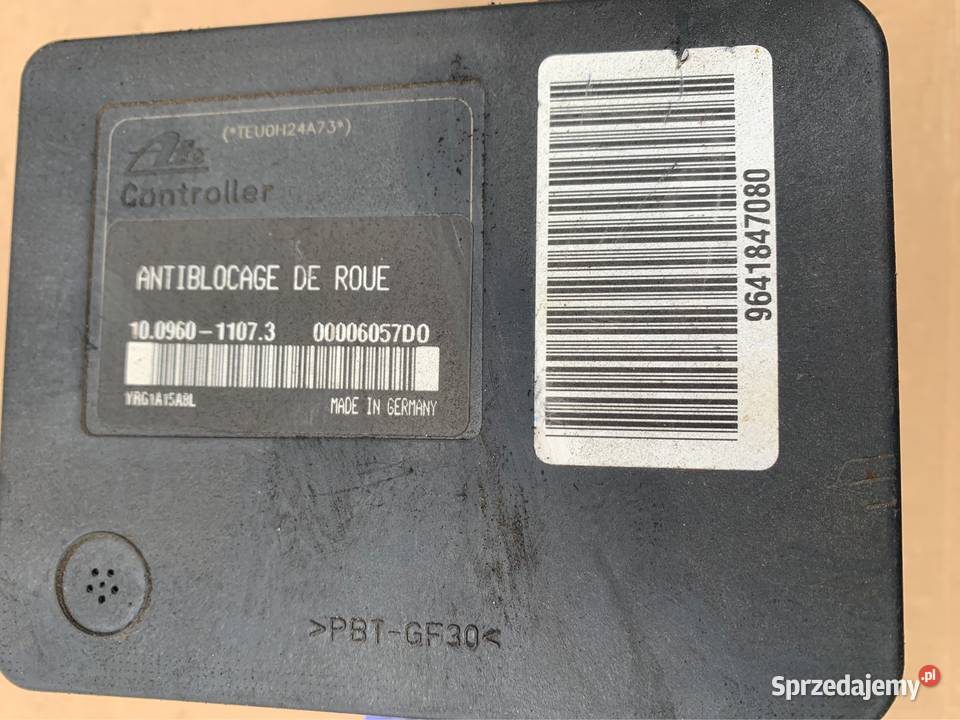 (*TEU0H24A73*)
Ate
Controller
ANTIBLOCAGE DE ROUE
10.0960-1107.3 00006057D0
YRG1A15A8L
MADE IN GERMANY
9641847080
>PBT-GF30<
Sprzedajemy.pl